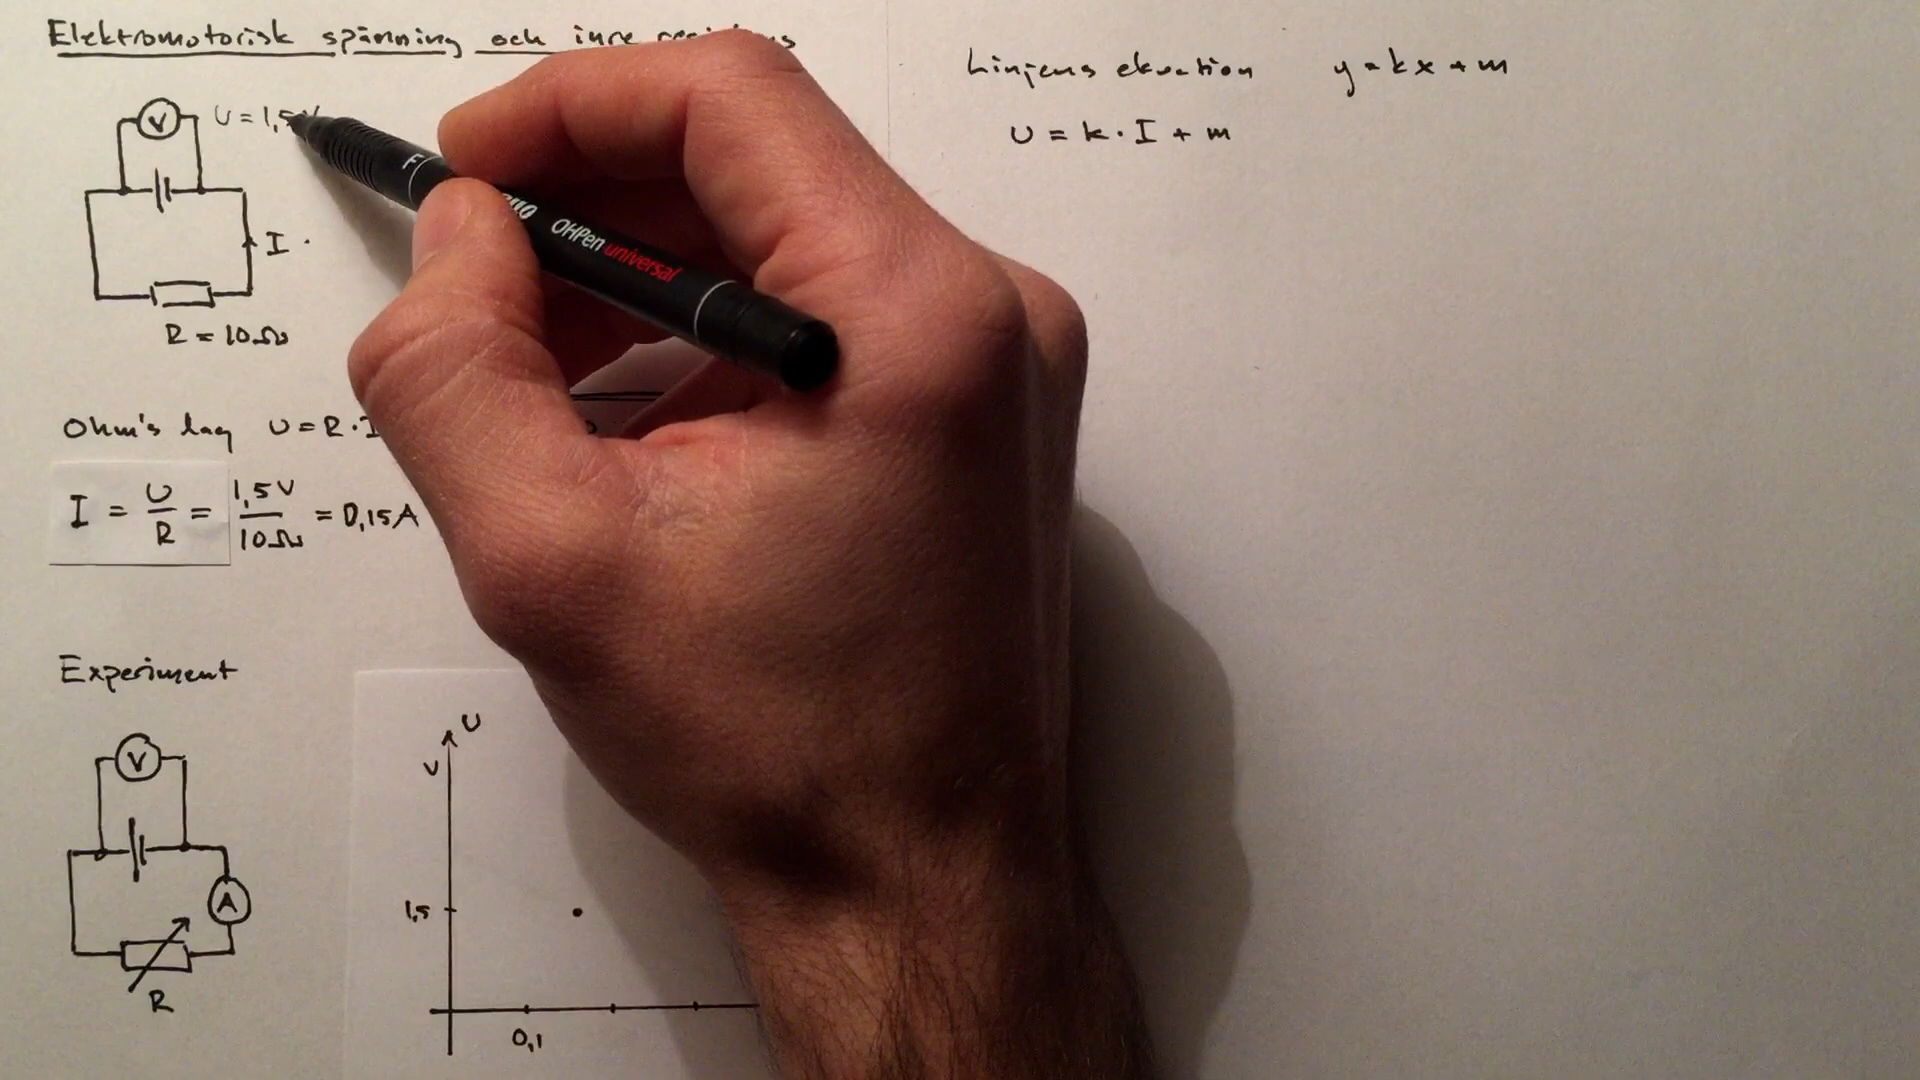 Elektromotorisk spänning och inre
V U = 1,5V
I
R = 10Ω
Ohm's lag U = R · I
I = U/R = 1,5V/10Ω = 0,15A
Experiment
V
A
R
U
V
1,5
0,1
Linjens ekvation y = kx + m
U = k · I + m
F
OHPen universal